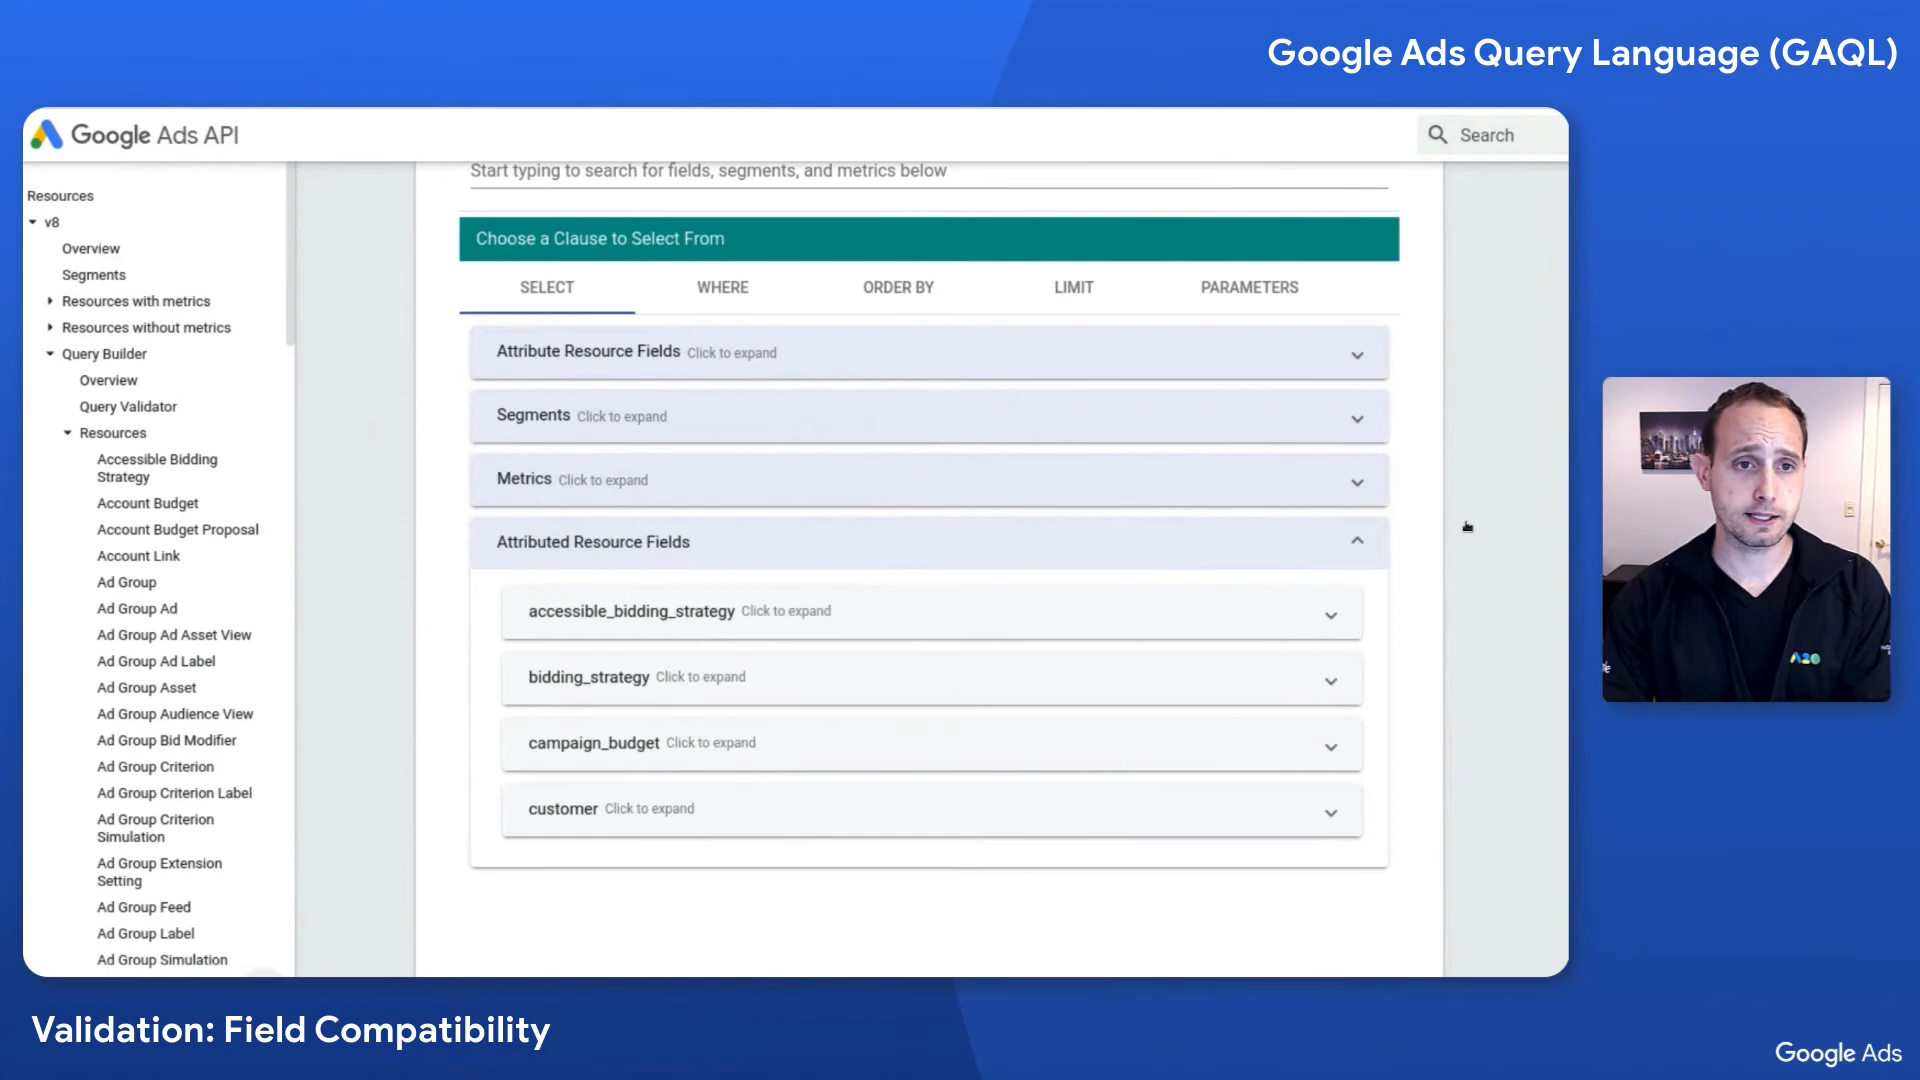 Google Ads Query Language (GAQL)
Google Ads API
Search
Resources
v8
Overview
Segments
Resources with metrics
Resources without metrics
Query Builder
Overview
Query Validator
Resources
Accessible Bidding
Strategy
Account Budget
Account Budget Proposal
Account Link
Ad Group
Ad Group Ad
Ad Group Ad Asset View
Ad Group Ad Label
Ad Group Asset
Ad Group Audience View
Ad Group Bid Modifier
Ad Group Criterion
Ad Group Criterion Label
Ad Group Criterion
Simulation
Ad Group Extension
Setting
Ad Group Feed
Ad Group Label
Ad Group Simulation
Start typing to search for fields, segments, and metrics below
Choose a Clause to Select From
SELECT WHERE ORDER BY LIMIT PARAMETERS
Attribute Resource Fields Click to expand
Segments Click to expand
Metrics Click to expand
Attributed Resource Fields
accessible_bidding_strategy Click to expand
bidding_strategy Click to expand
campaign_budget Click to expand
customer Click to expand
Validation: Field Compatibility
Google Ads